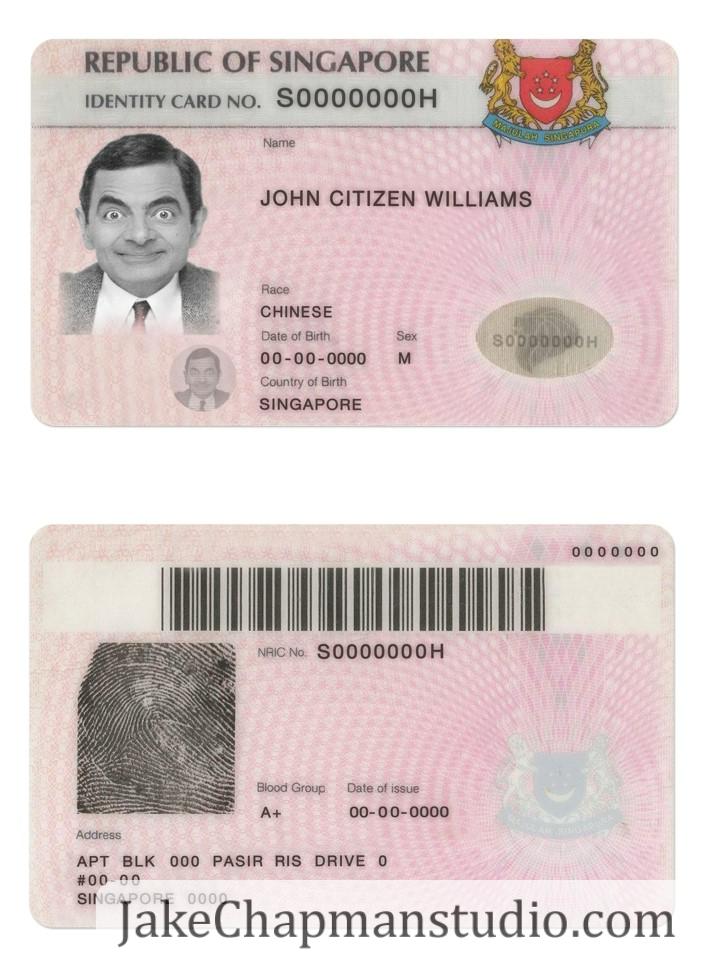 REPUBLIC OF SINGAPORE
IDENTITY CARD NO. S0000000H
MAJULAH SINGAPURA
Name
JOHN CITIZEN WILLIAMS
Race
CHINESE
Date of Birth Sex
00-00-0000 M
S0000000H
Country of Birth
SINGAPORE
0000000
NRIC No. S0000000H
Blood Group Date of issue
A+ 00-00-0000
MAJULAH SINGAPURA
Address
APT BLK 000 PASIR RIS DRIVE 0
#00-00
SINGAPORE 0000
JakeChapmanstudio.com